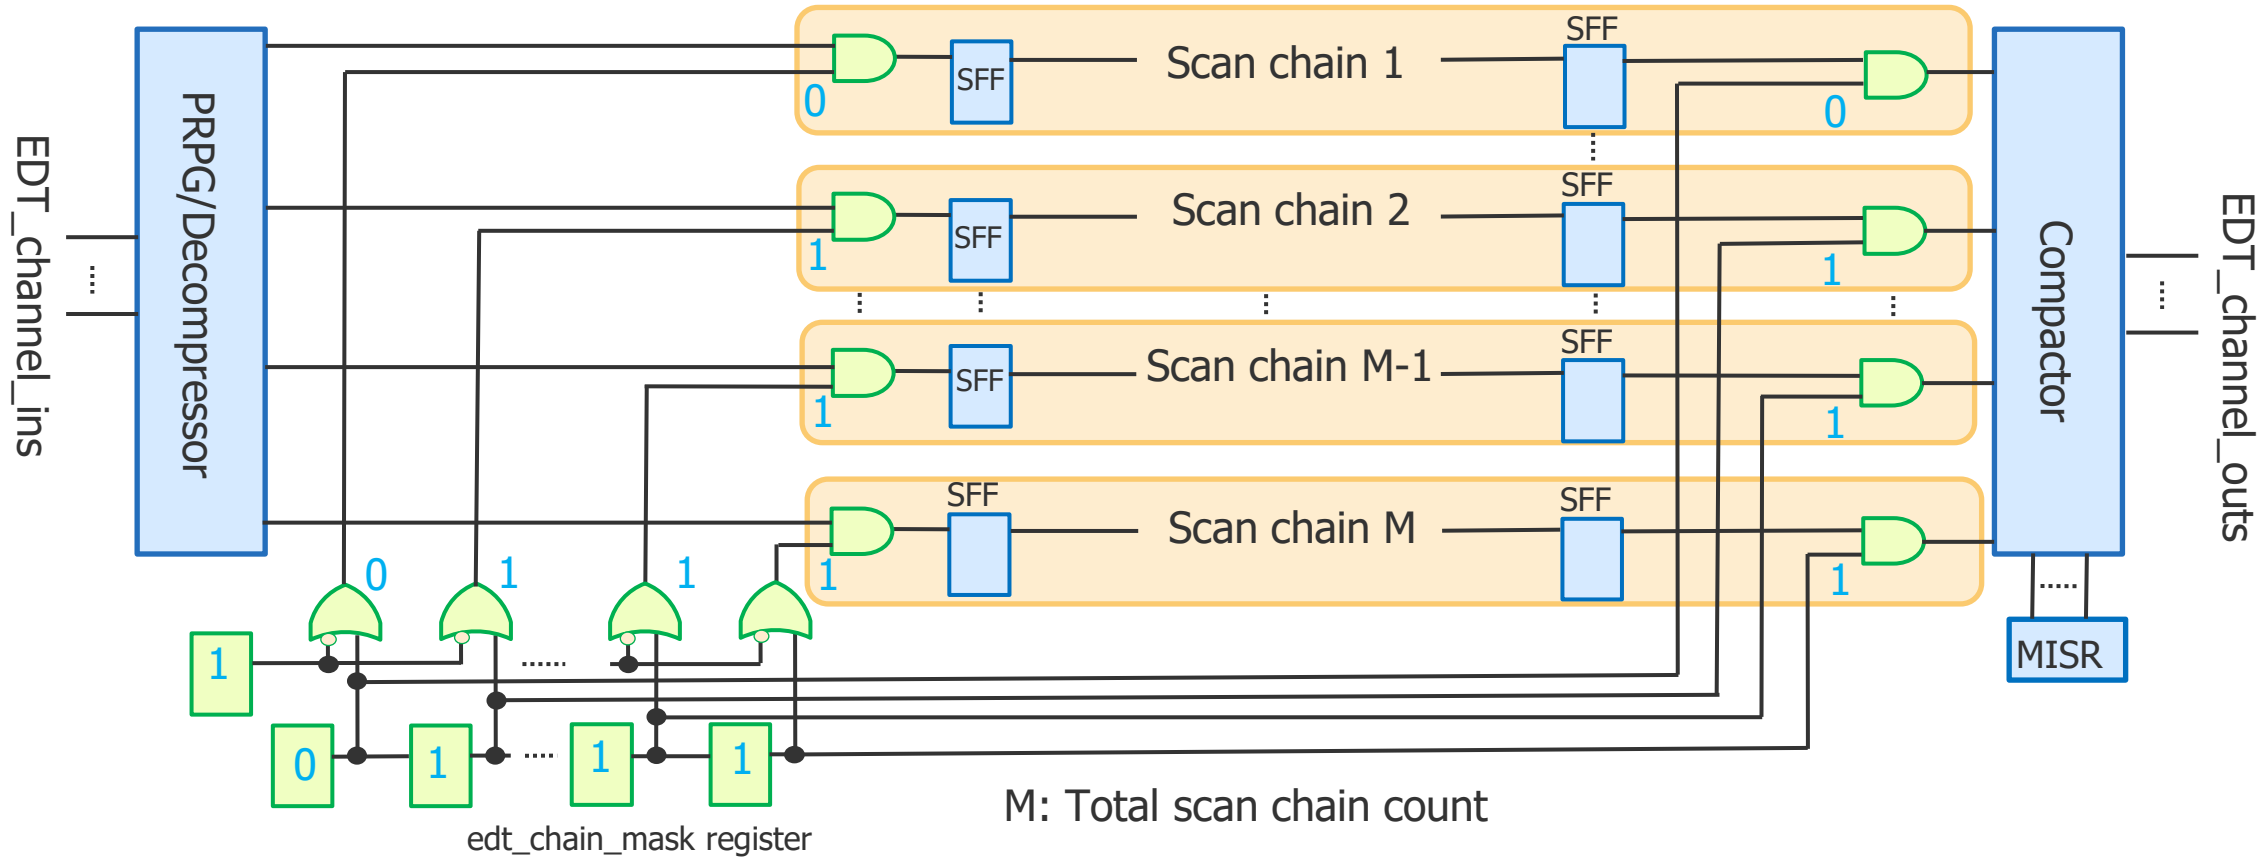 EDT_channel_ins
PRPG/Decompressor
SFF
Scan chain 1
SFF
0
0
SFF
Scan chain 2
SFF
1
1
SFF
Scan chain M-1
SFF
1
1
SFF
Scan chain M
SFF
1
1
Compactor
EDT_channel_outs
MISR
0
1
1
1
0
1
1
1
edt_chain_mask register
M: Total scan chain count